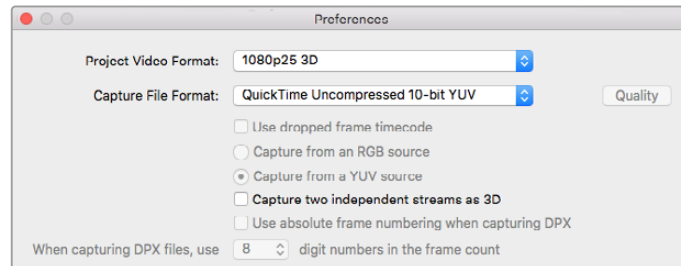 Preferences
Project Video Format: 1080p25 3D
Capture File Format: QuickTime Uncompressed 10-bit YUV Quality
Use dropped frame timecode
Capture from an RGB source
Capture from a YUV source
Capture two independent streams as 3D
Use absolute frame numbering when capturing DPX
When capturing DPX files, use 8 digit numbers in the frame count